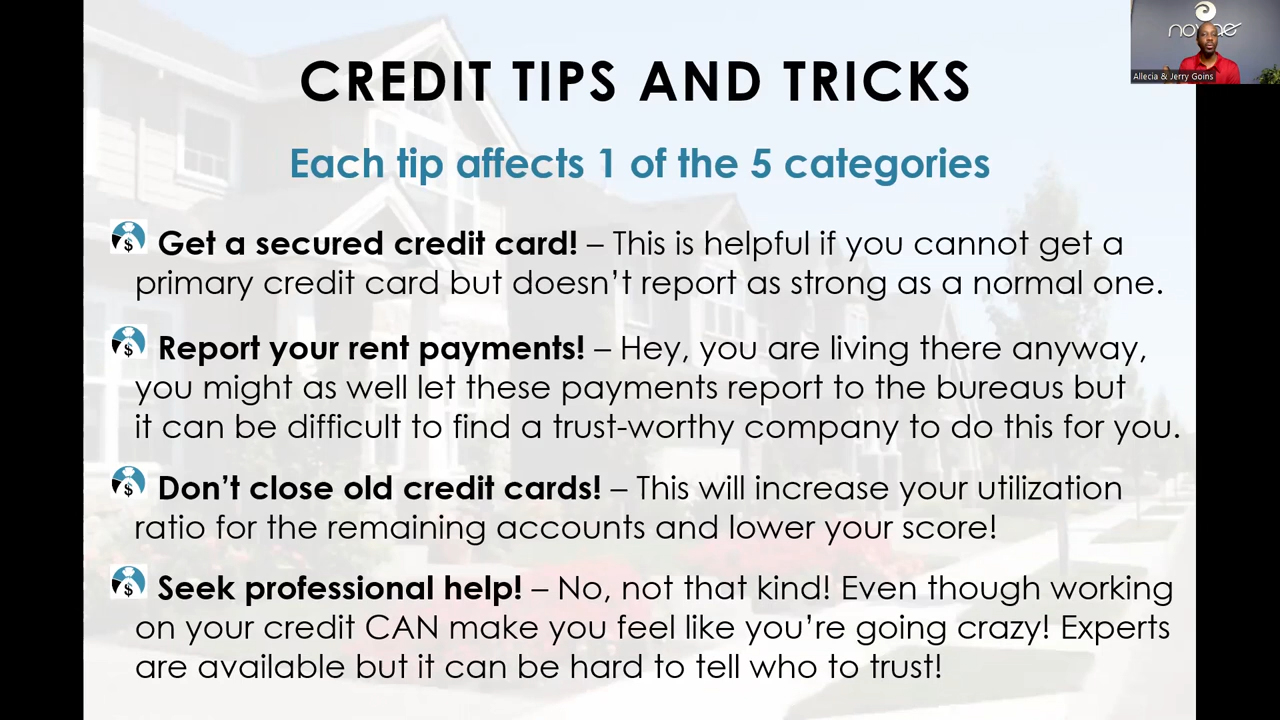 CREDIT TIPS AND TRICKS
Each tip affects 1 of the 5 categories
Get a secured credit card! – This is helpful if you cannot get a
primary credit card but doesn’t report as strong as a normal one.
Report your rent payments! – Hey, you are living there anyway,
you might as well let these payments report to the bureaus but
it can be difficult to find a trust-worthy company to do this for you.
Don’t close old credit cards! – This will increase your utilization
ratio for the remaining accounts and lower your score!
Seek professional help! – No, not that kind! Even though working
on your credit CAN make you feel like you’re going crazy! Experts
are available but it can be hard to tell who to trust!
novae
Allecia & Jerry Goins